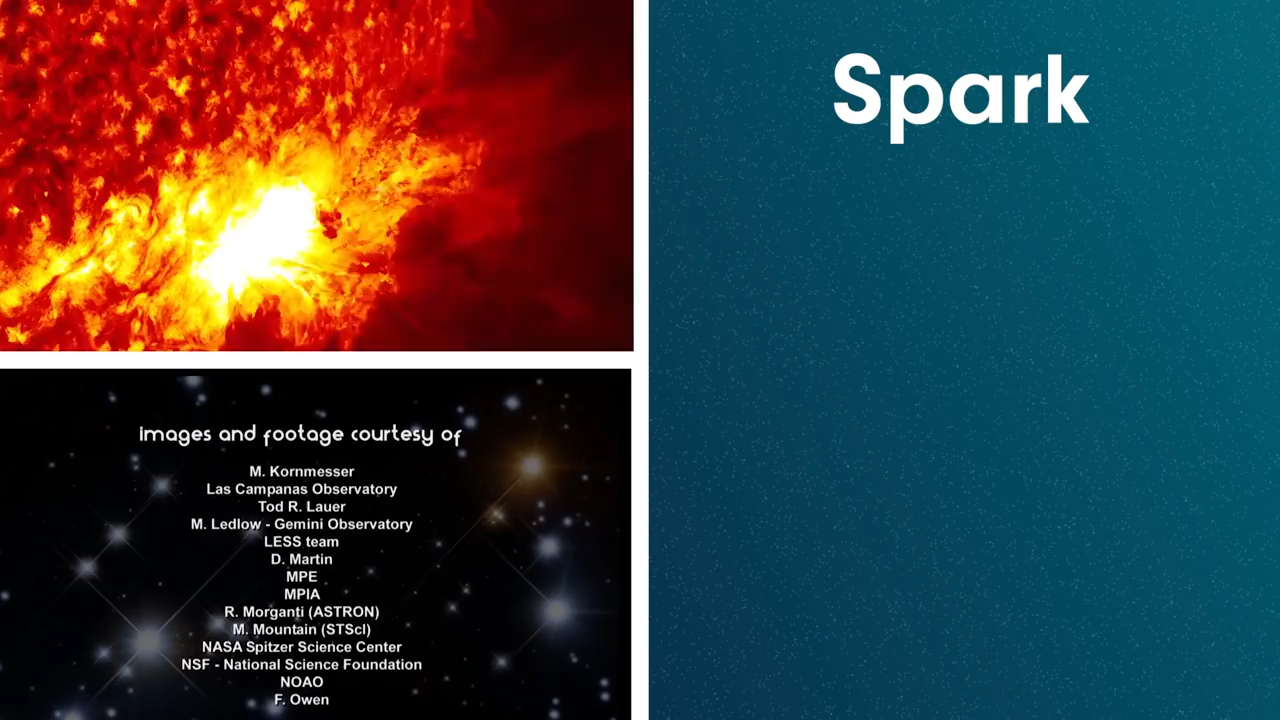 Spark
images and footage courtesy of
M. Kornmesser
Las Campanas Observatory
Tod R. Lauer
M. Ledlow - Gemini Observatory
LESS team
D. Martin
MPE
MPIA
R. Morganti (ASTRON)
M. Mountain (STScI)
NASA Spitzer Science Center
NSF - National Science Foundation
NOAO
F. Owen